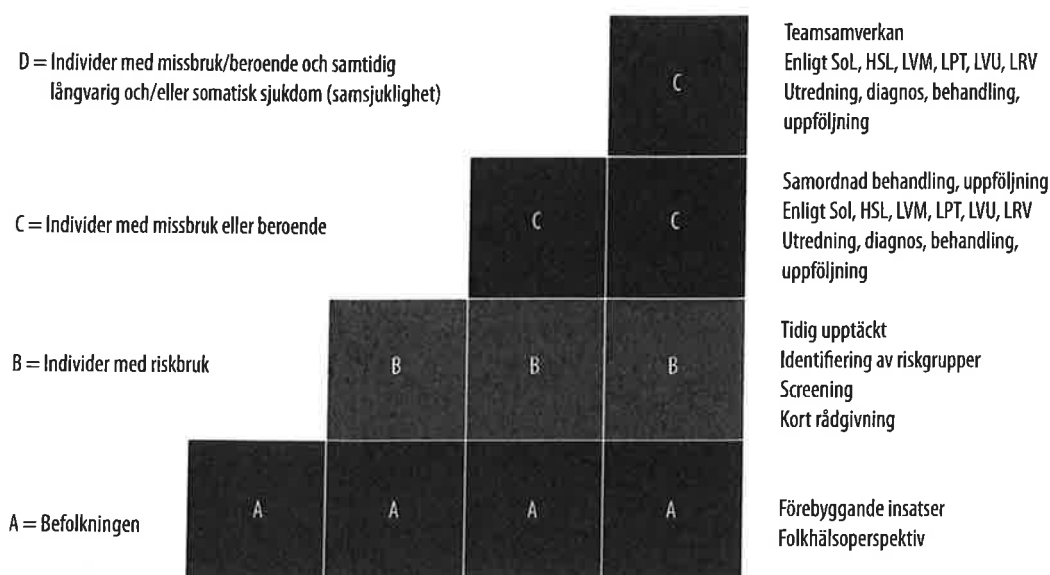 D = Individer med missbruk/beroende och samtidig
långvarig och/eller somatisk sjukdom (samsjuklighet)
C
Teamsamverkan
Enligt SoL, HSL, LVM, LPT, LVU, LRV
Utredning, diagnos, behandling,
uppföljning
C = Individer med missbruk eller beroende
C C
Samordnad behandling, uppföljning
Enligt Sol, HSL, LVM, LPT, LVU, LRV
Utredning, diagnos, behandling,
uppföljning
B = Individer med riskbruk
B B B
Tidig upptäckt
Identifiering av riskgrupper
Screening
Kort rådgivning
A = Befolkningen
A A A A
Förebyggande insatser
Folkhälsoperspektiv